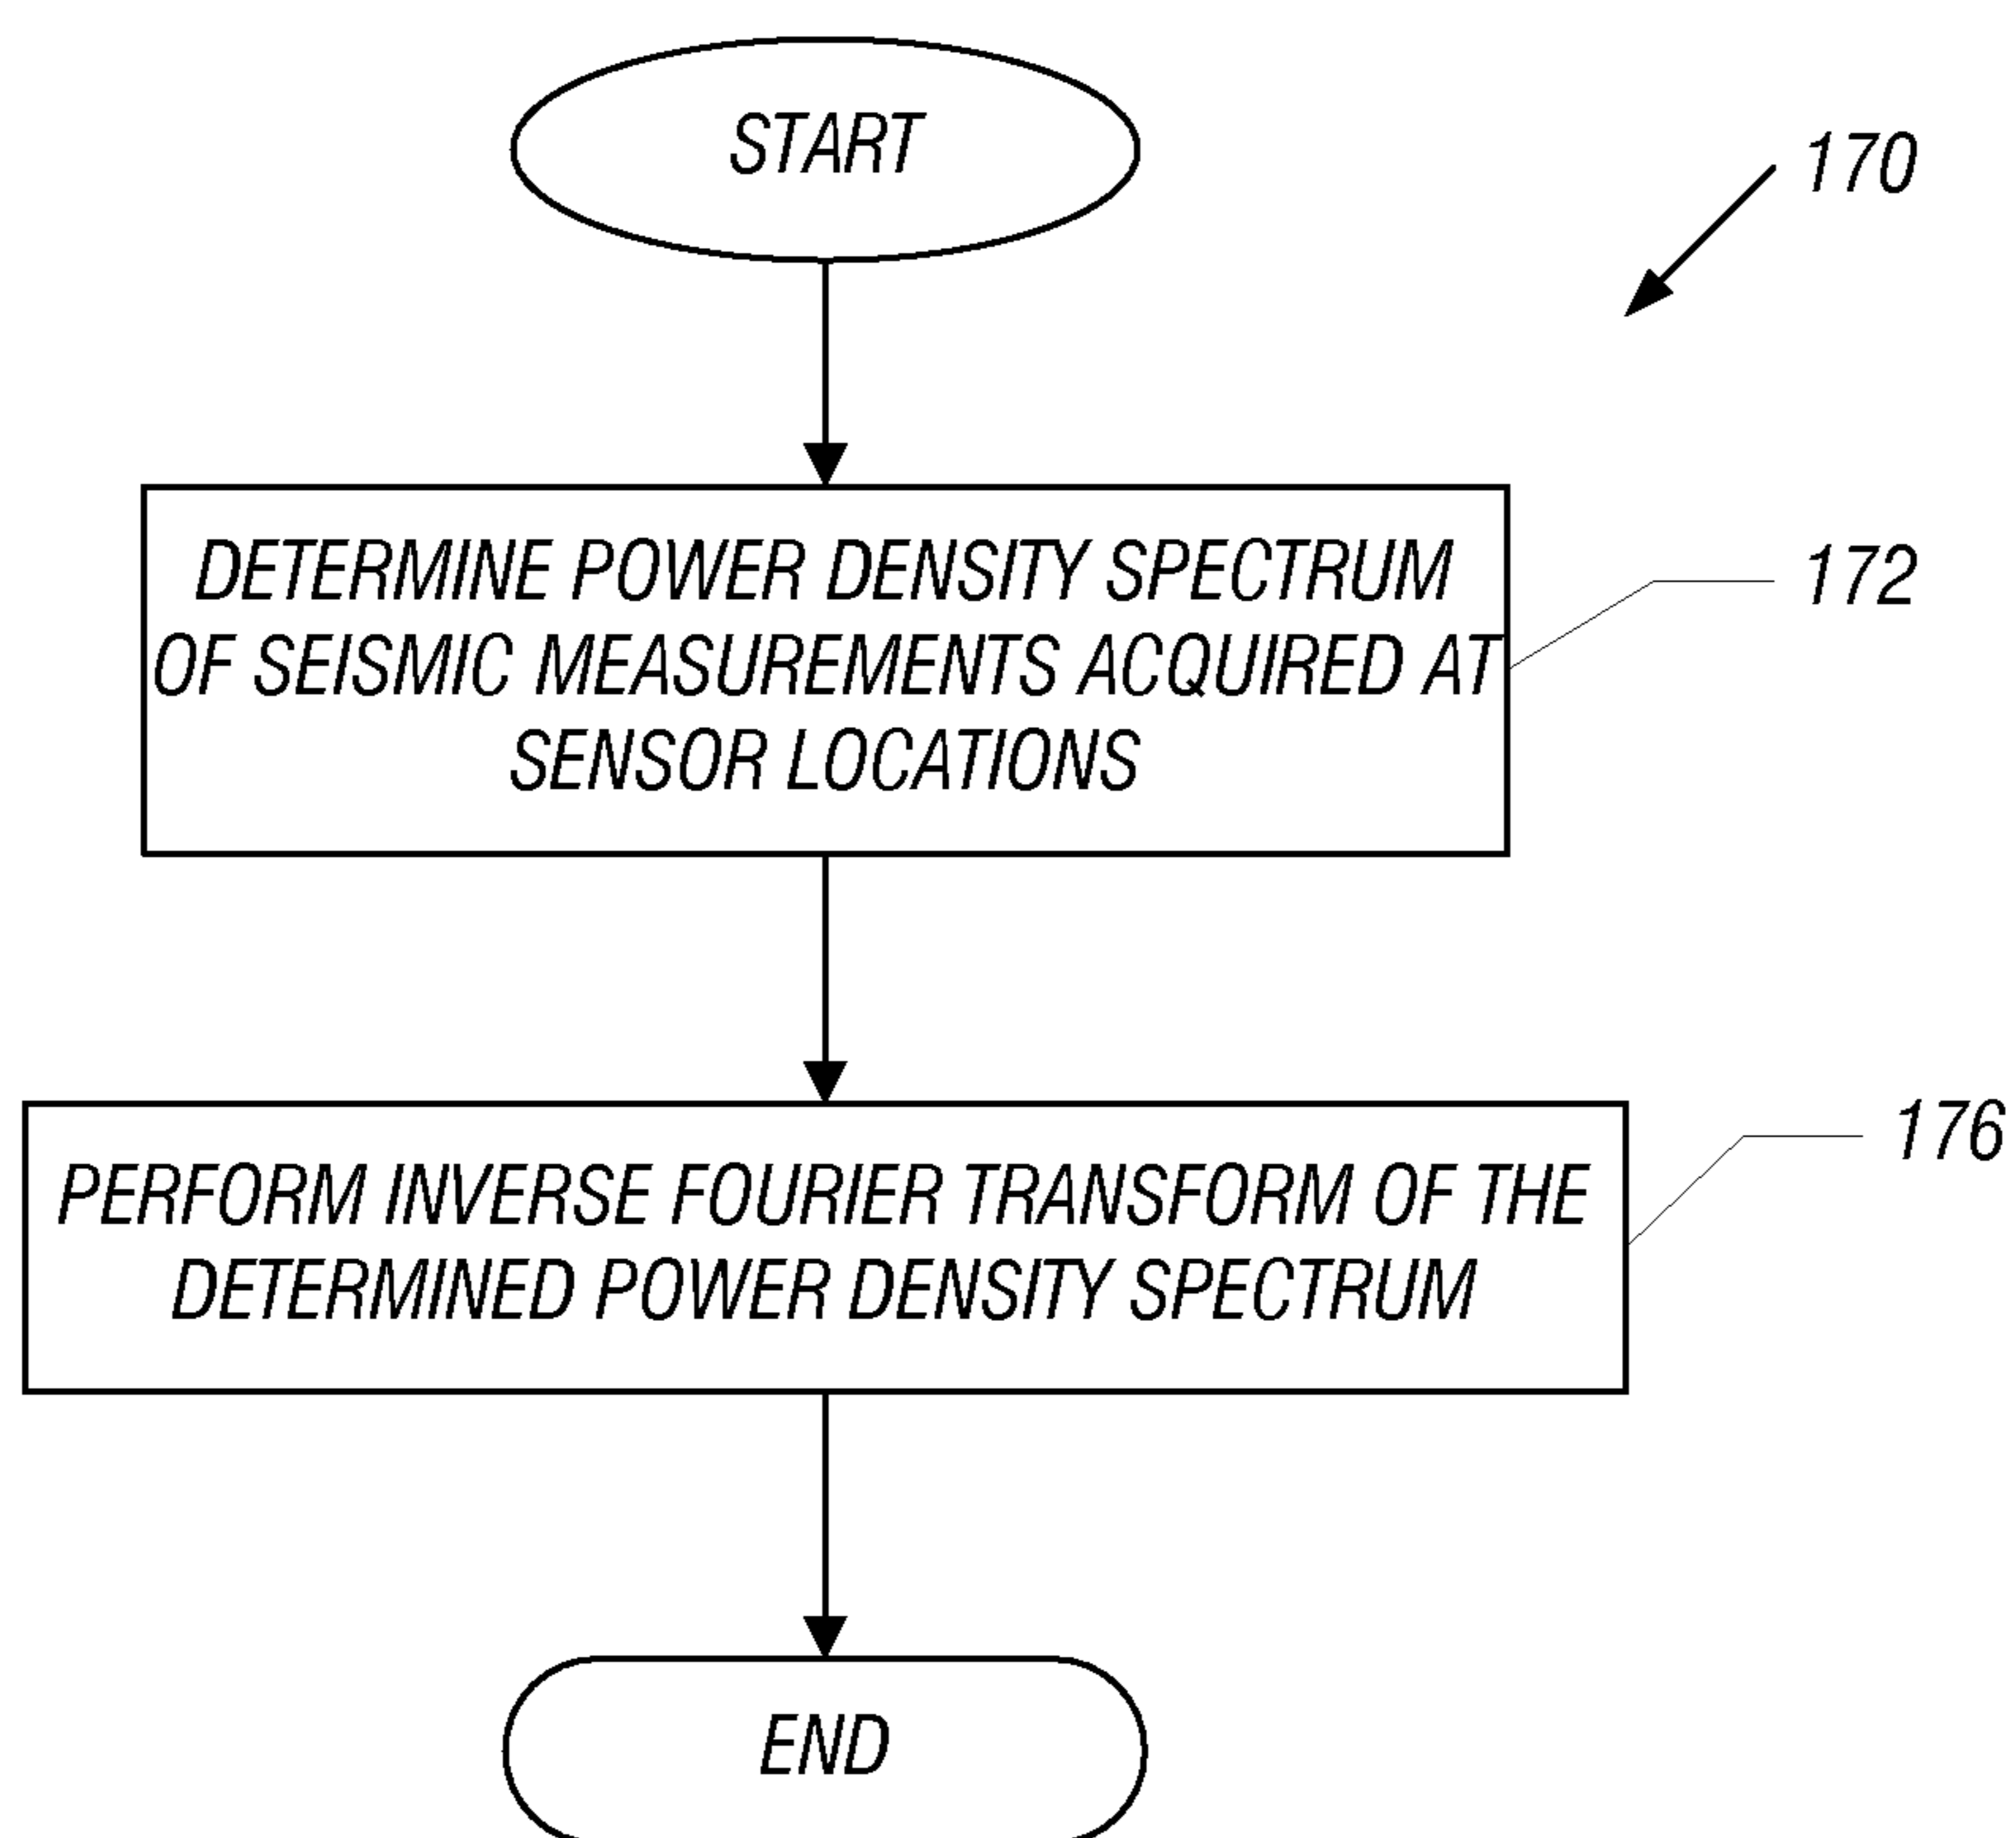 START
170
DETERMINE POWER DENSITY SPECTRUM
OF SEISMIC MEASUREMENTS ACQUIRED AT
SENSOR LOCATIONS
172
PERFORM INVERSE FOURIER TRANSFORM OF THE
DETERMINED POWER DENSITY SPECTRUM
176
END